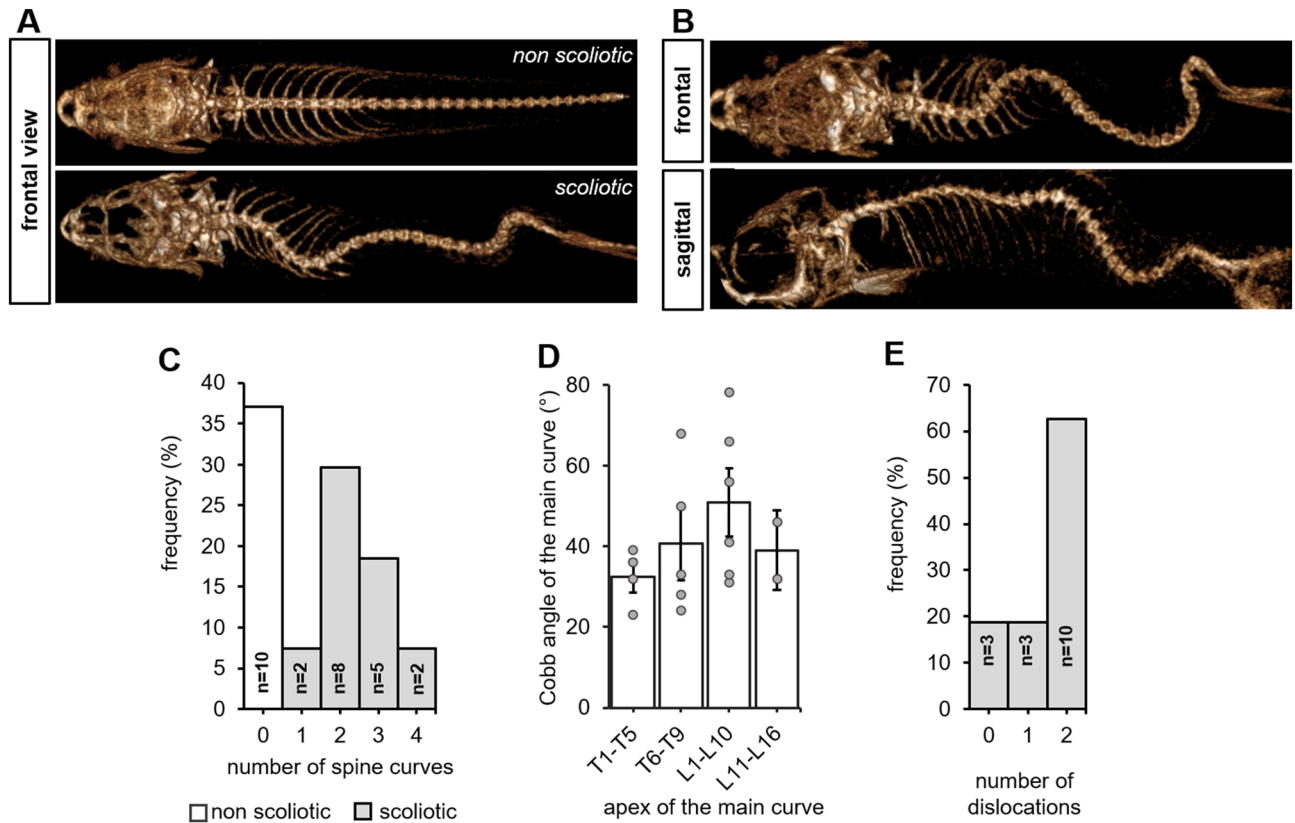 A
frontal view
non scoliotic
scoliotic
B
frontal
sagittal
C
frequency (%)
40
35
30
25
20
15
10
5
0
n=10
n=2
n=8
n=5
n=2
0 1 2 3 4
number of spine curves
non scoliotic scoliotic
D
Cobb angle of the main curve (°)
80
60
40
20
0
T1-T5
T6-T9
L1-L10
L11-L16
apex of the main curve
E
frequency (%)
70
60
50
40
30
20
10
0
n=3
n=3
n=10
0 1 2
number of
dislocations